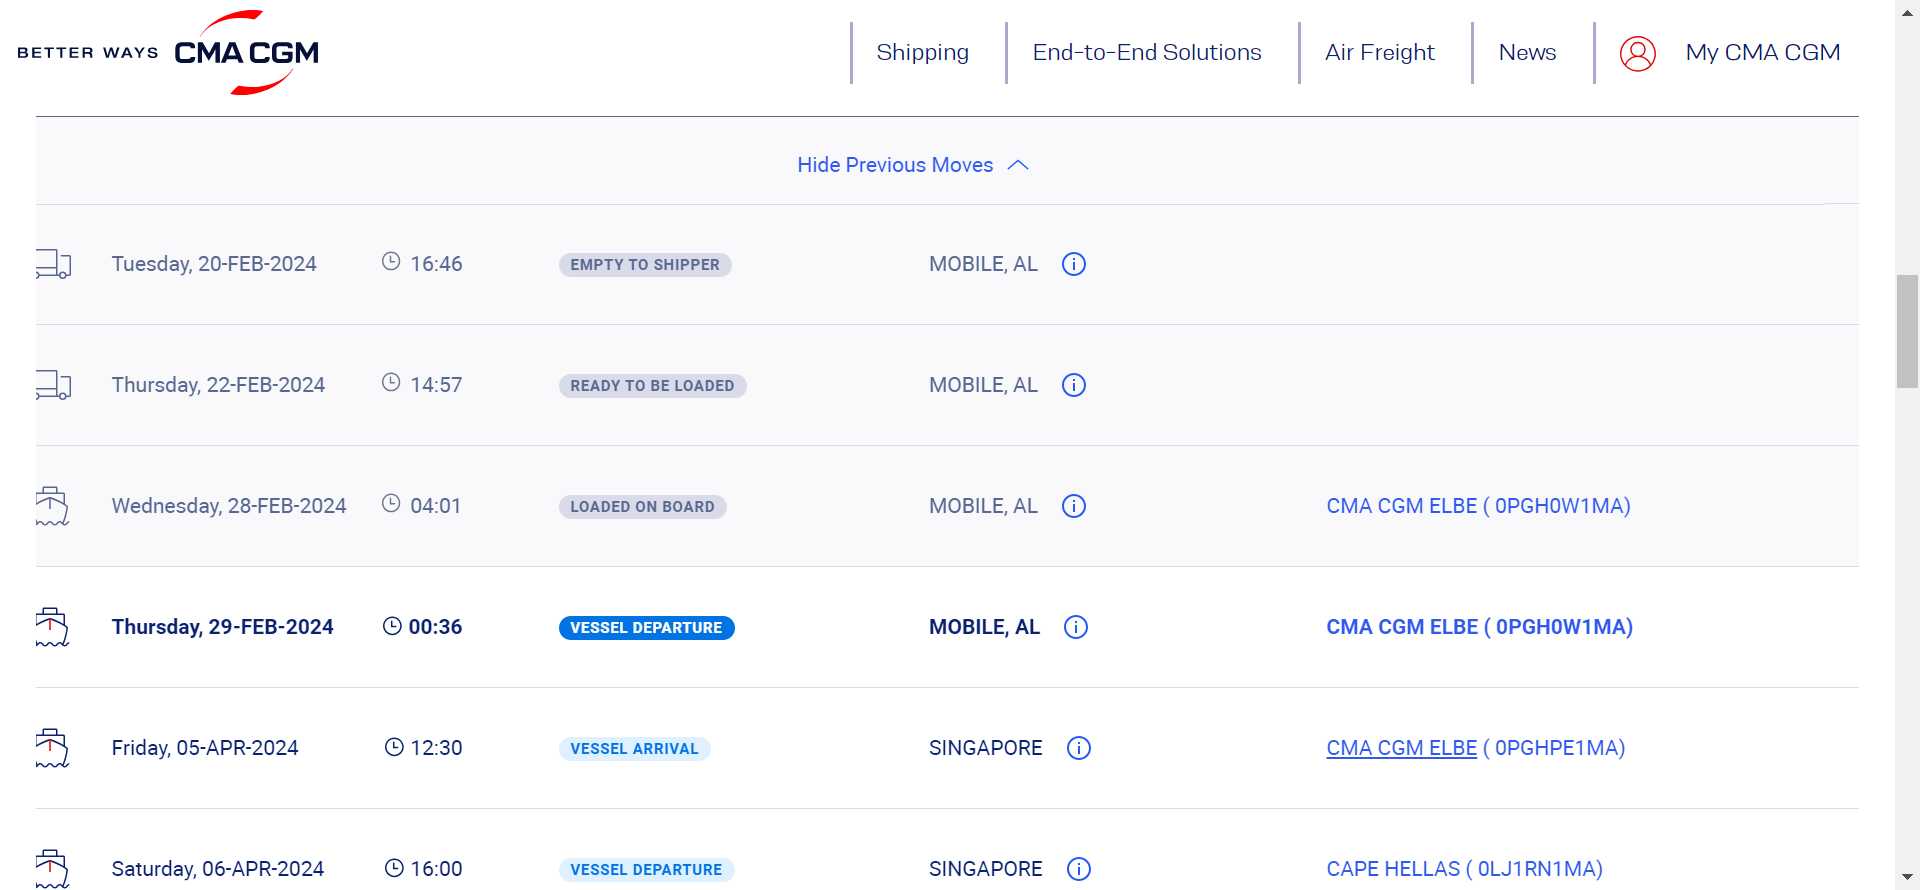 BETTER WAYS CMA CGM Shipping End-to-End Solutions Air Freight News My CMA CGM
Hide Previous Moves
Tuesday, 20-FEB-2024 16:46 EMPTY TO SHIPPER MOBILE, AL
Thursday, 22-FEB-2024 14:57 READY TO BE LOADED MOBILE, AL
Wednesday, 28-FEB-2024 04:01 LOADED ON BOARD MOBILE, AL CMA CGM ELBE ( 0PGH0W1MA)
Thursday, 29-FEB-2024 00:36 VESSEL DEPARTURE MOBILE, AL CMA CGM ELBE ( 0PGH0W1MA)
Friday, 05-APR-2024 12:30 VESSEL ARRIVAL SINGAPORE CMA CGM ELBE ( 0PGHPE1MA)
Saturday, 06-APR-2024 16:00 VESSEL DEPARTURE SINGAPORE CAPE HELLAS ( 0LJ1RN1MA)